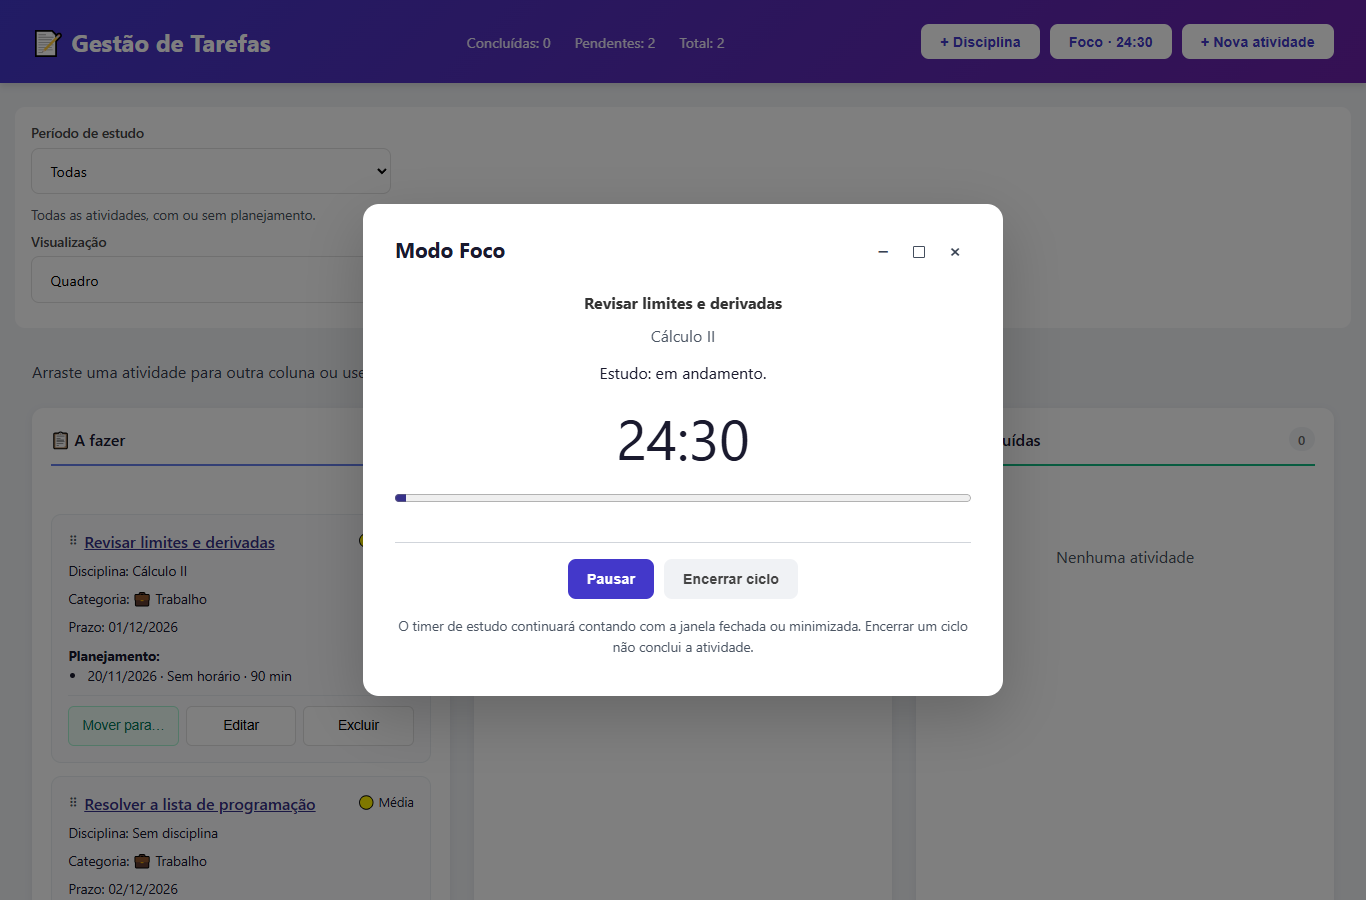 Gestão de Tarefas
Concluídas: 0
Pendentes: 2
Total: 2
+ Disciplina
Foco · 24:30
+ Nova atividade
Período de estudo
Todas
Todas as atividades, com ou sem planejamento.
Visualização
Quadro
Arraste uma atividade para outra coluna ou use
Modo Foco
Revisar limites e derivadas
Cálculo II
Estudo: em andamento.
24:30
Pausar
Encerrar ciclo
O timer de estudo continuará contando com a janela fechada ou minimizada. Encerrar um ciclo
não conclui a atividade.
A fazer
Revisar limites e derivadas
Disciplina: Cálculo II
Categoria: 💼 Trabalho
Prazo: 01/12/2026
Planejamento:
• 20/11/2026 · Sem horário · 90 min
Mover para...
Editar
Excluir
Resolver a lista de programação
Média
Disciplina: Sem disciplina
Categoria: 💼 Trabalho
Prazo: 02/12/2026
uídas
0
Nenhuma atividade